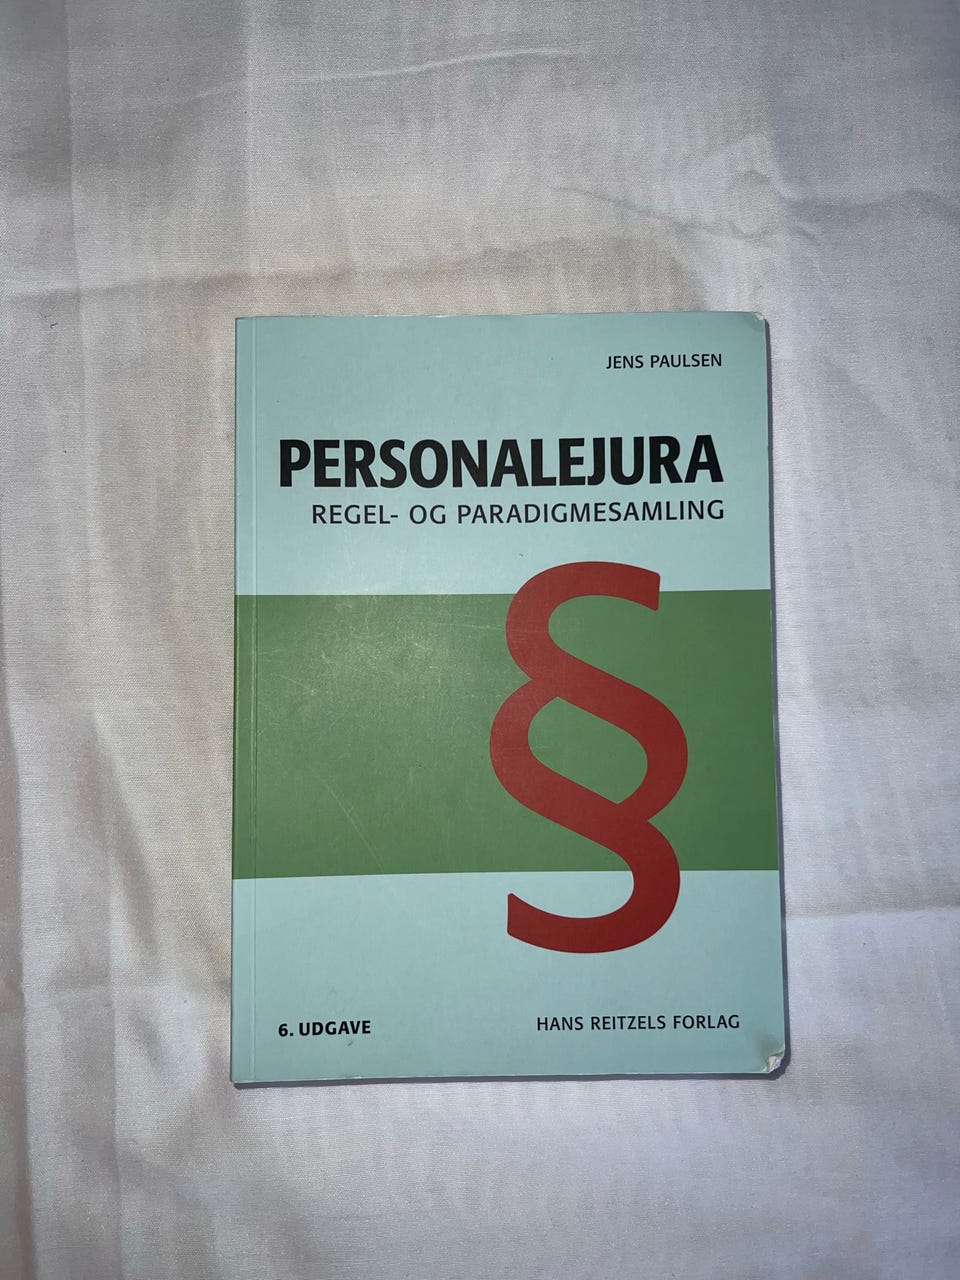 JENS PAULSEN
PERSONALEJURA
REGEL- OG PARADIGMESAMLING
§
6. UDGAVE
HANS REITZELS FORLAG